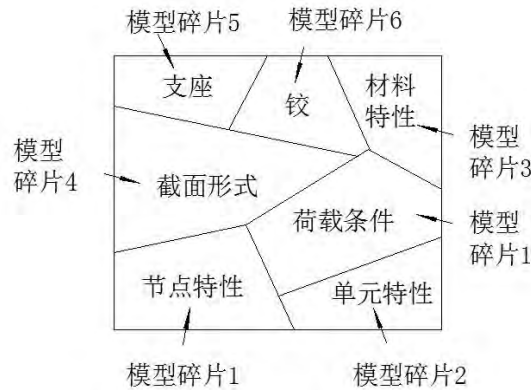 模型碎片5
模型碎片6
支座
铰
材料
特性
模型
碎片3
模型
碎片4
截面形式
荷载条件
模型
碎片1
节点特性
单元特性
模型碎片1
模型碎片2